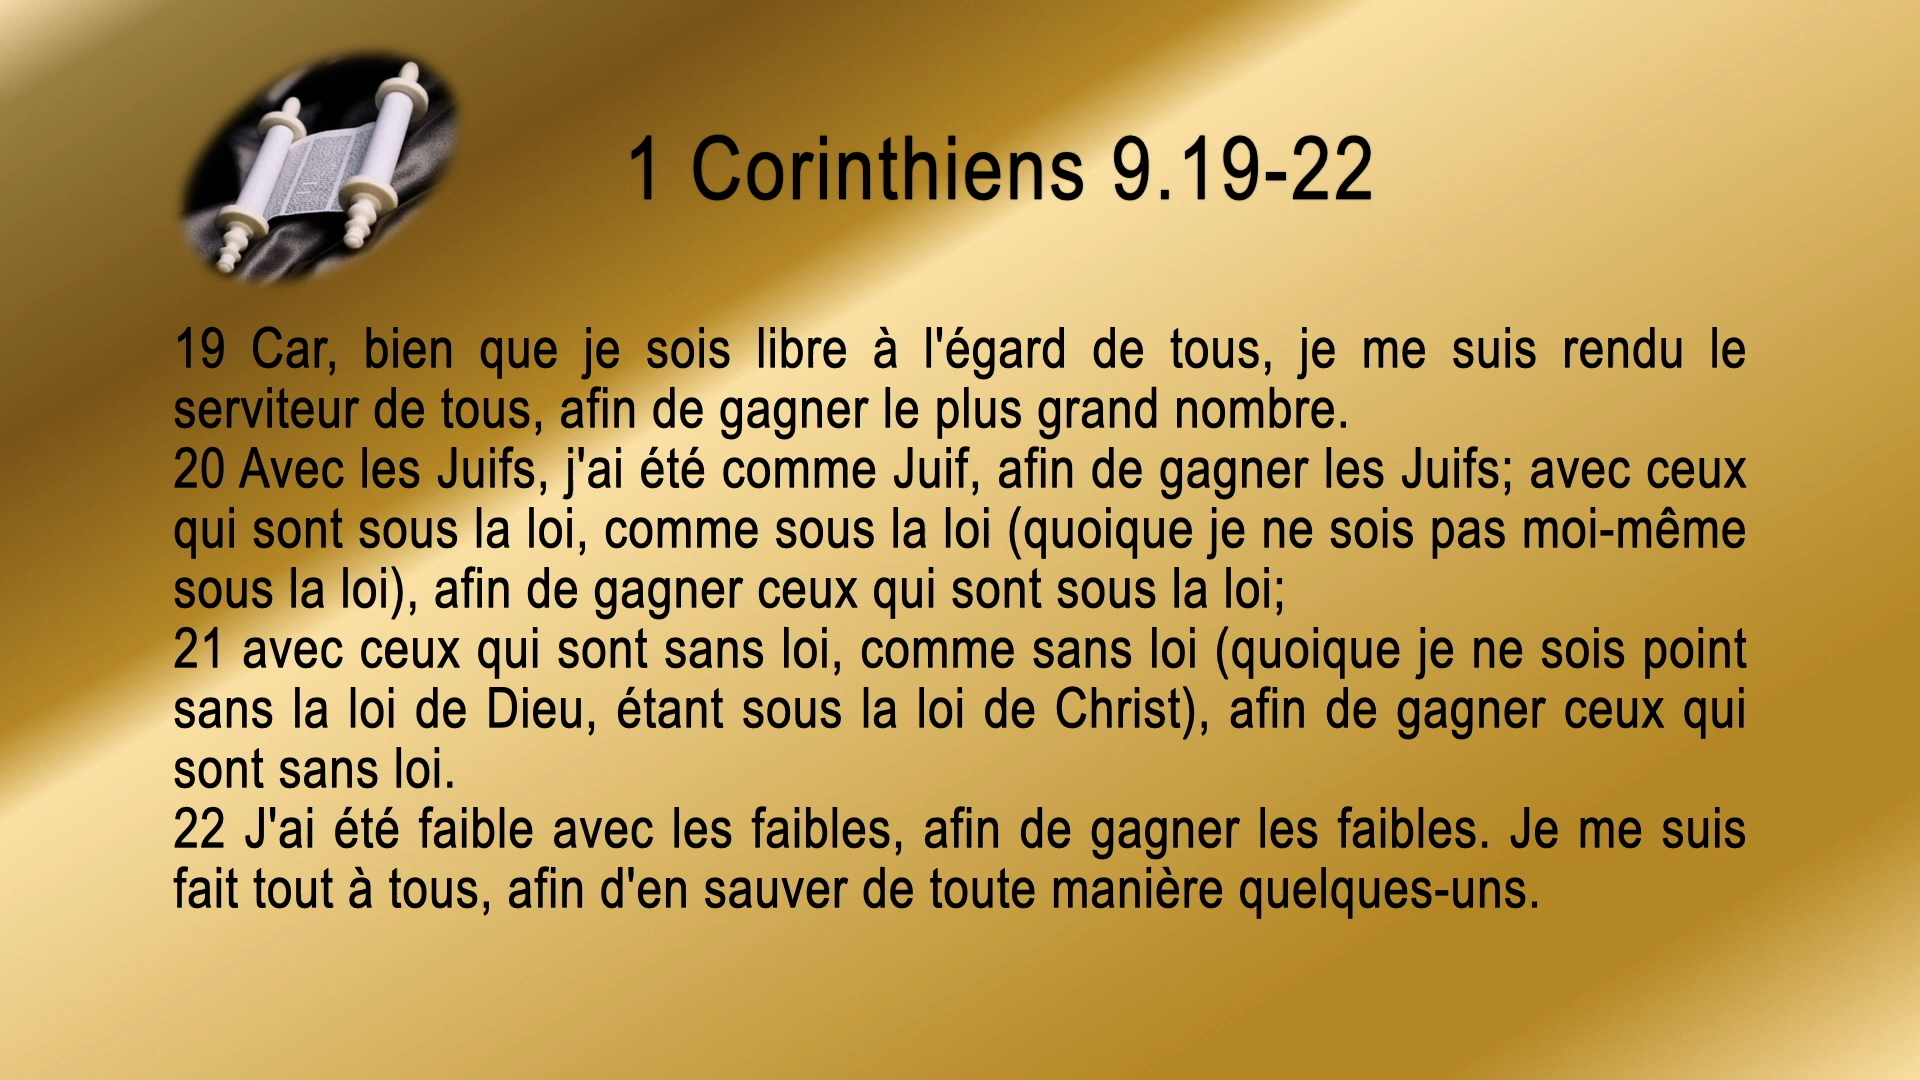 1 Corinthiens 9.19-22
19 Car, bien que je sois libre à l'égard de tous, je me suis rendu le
serviteur de tous, afin de gagner le plus grand nombre.
20 Avec les Juifs, j'ai été comme Juif, afin de gagner les Juifs; avec ceux
qui sont sous la loi, comme sous la loi (quoique je ne sois pas moi-même
sous la loi), afin de gagner ceux qui sont sous la loi;
21 avec ceux qui sont sans loi, comme sans loi (quoique je ne sois point
sans la loi de Dieu, étant sous la loi de Christ), afin de gagner ceux qui
sont sans loi.
22 J'ai été faible avec les faibles, afin de gagner les faibles. Je me suis
fait tout à tous, afin d'en sauver de toute manière quelques-uns.